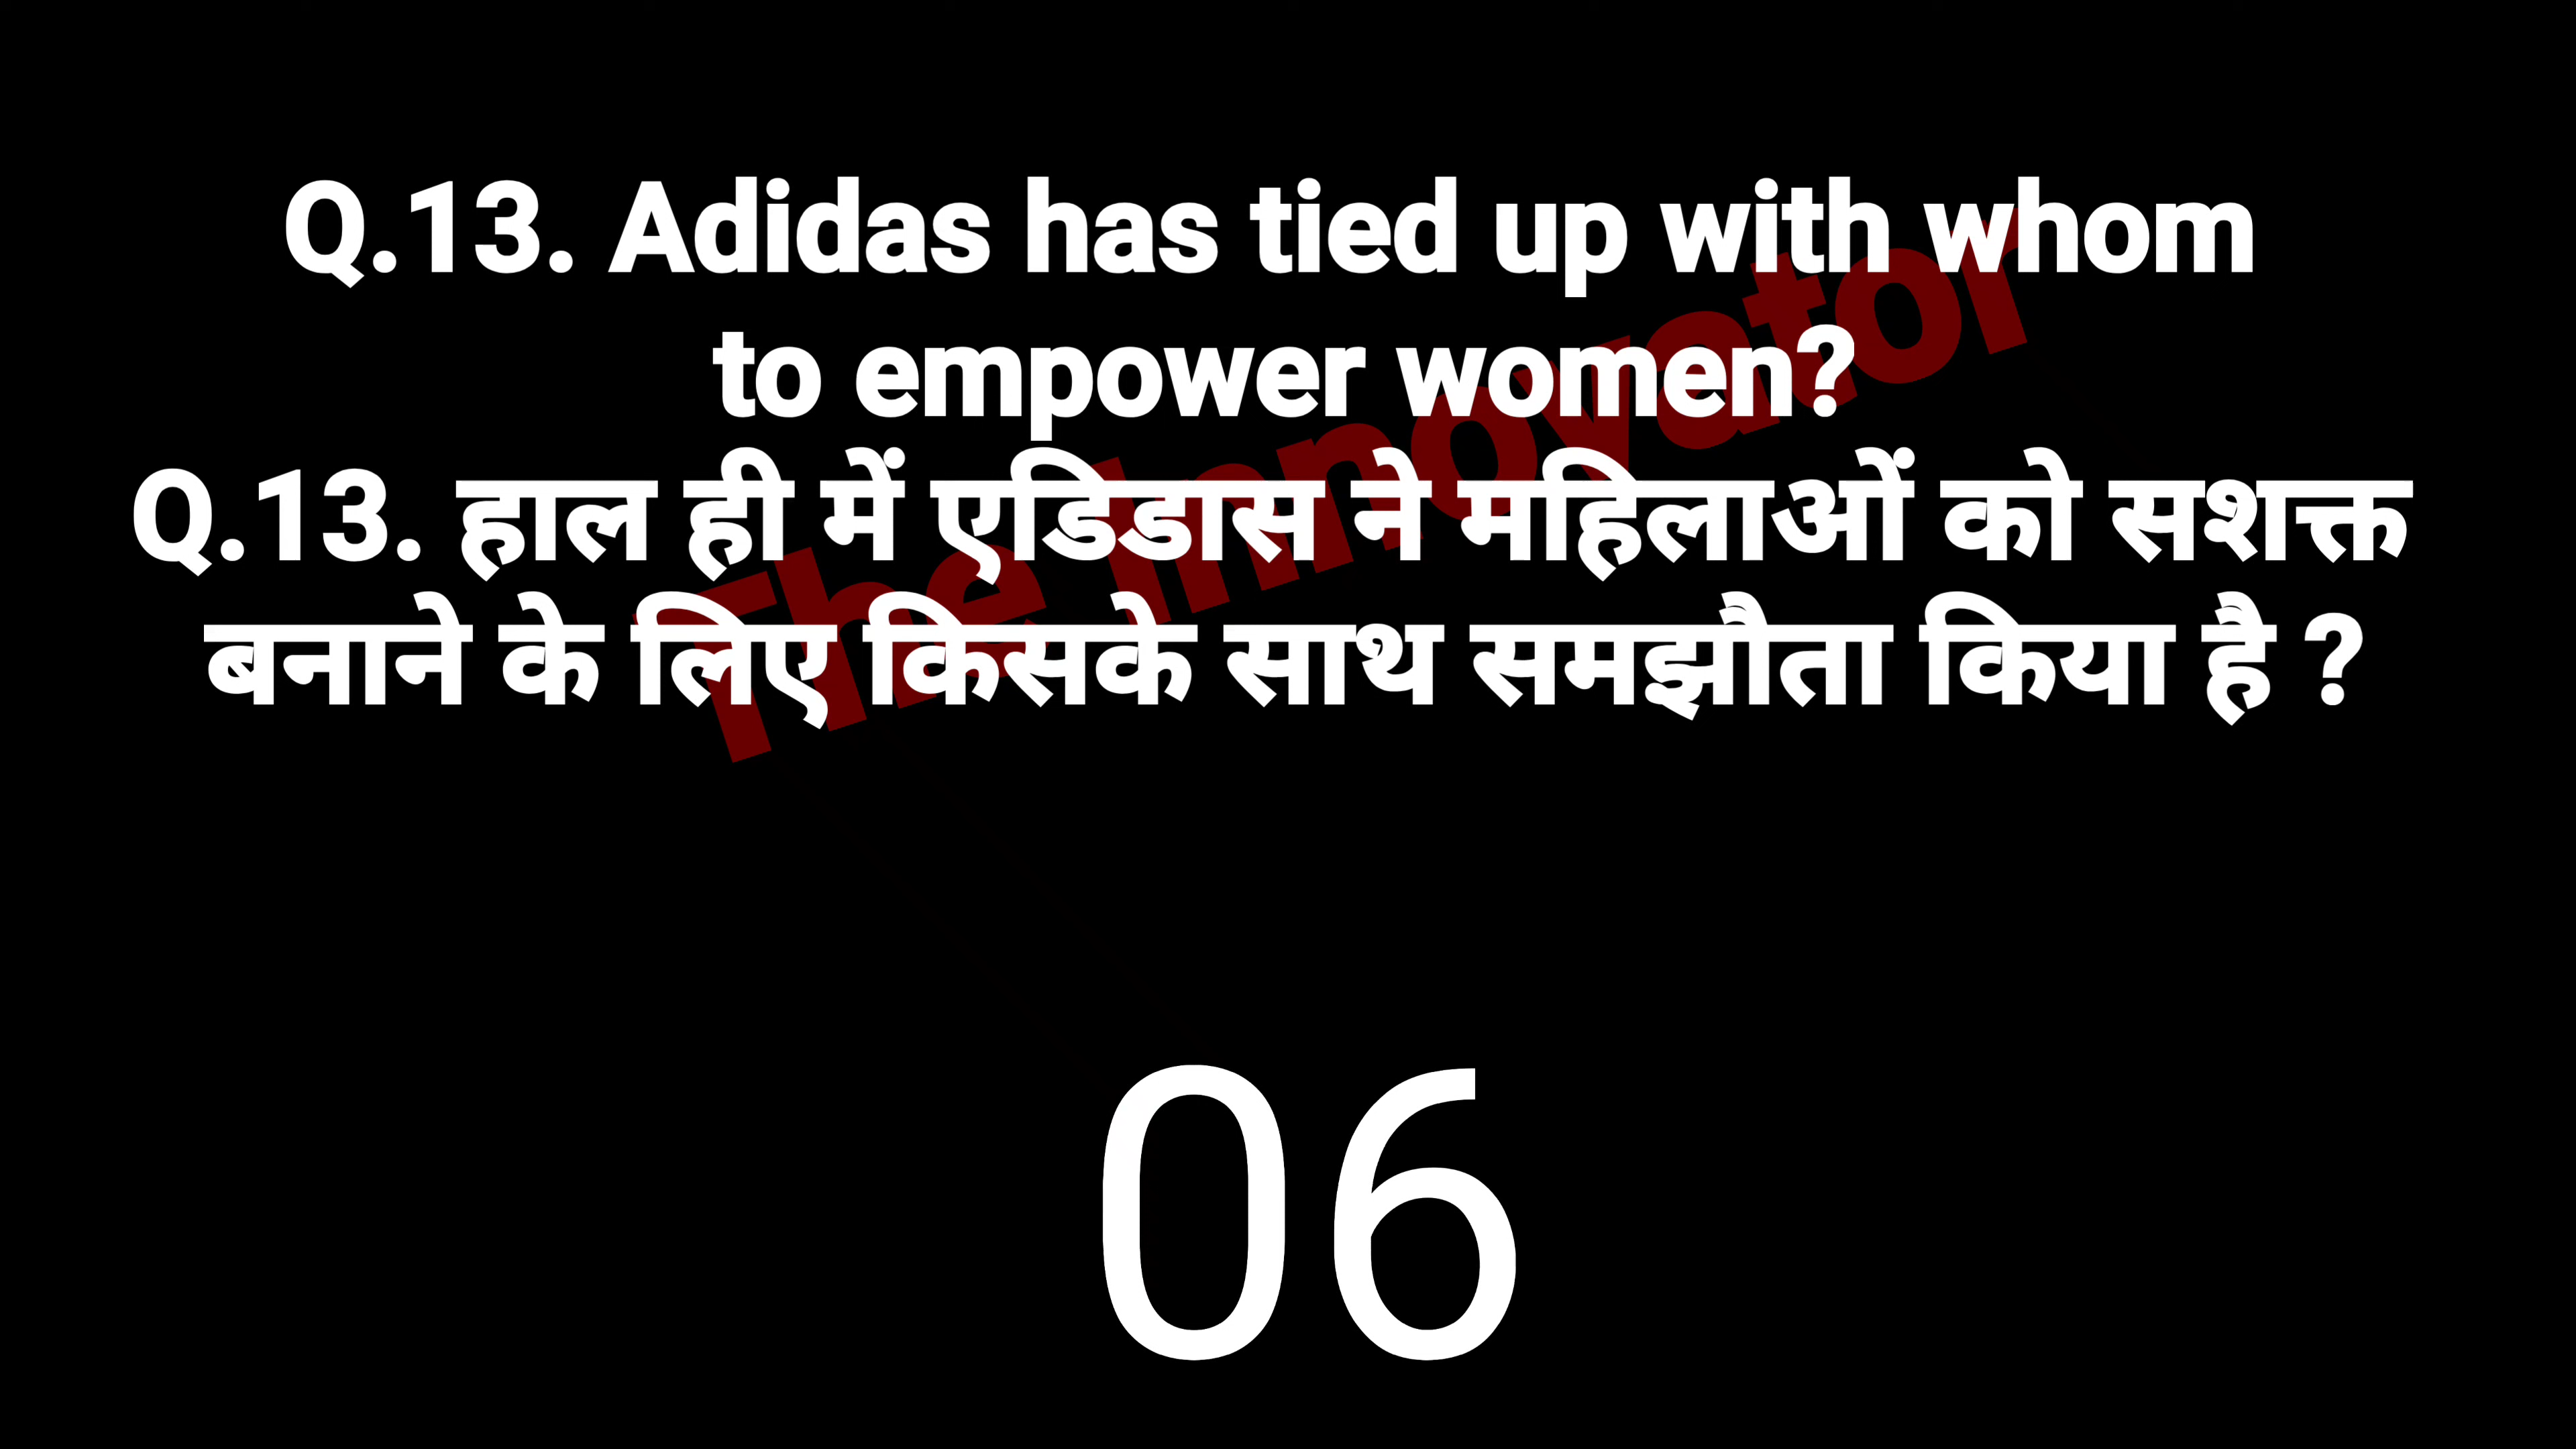 Q.13. Adidas has tied up with whom
to empower women?
Q.13. हाल ही में एडिडास ने महिलाओं को सशक्त
बनाने के लिए किसके साथ समझौता किया है ?
The Innovator
06